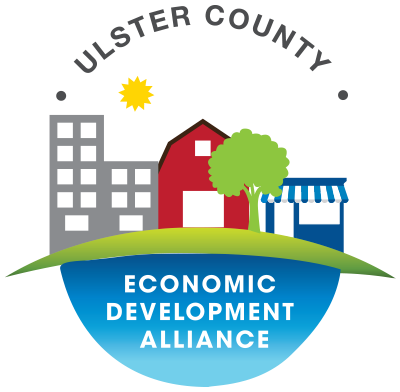 ULSTER COUNTY
ECONOMIC
DEVELOPMENT
ALLIANCE